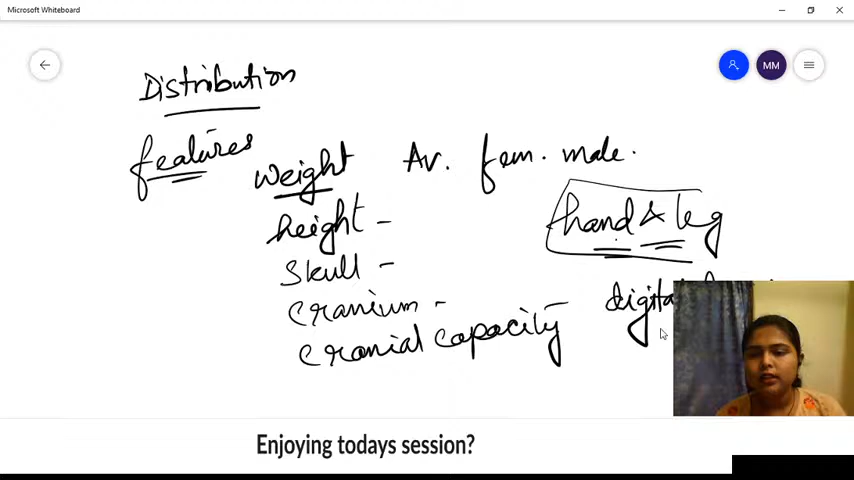 Microsoft Whiteboard
MM
Distribution
features
weight Av. fem. male.
height -
hand & leg
Skull -
Cranium -
Cranial capacity
Enjoying todays session?